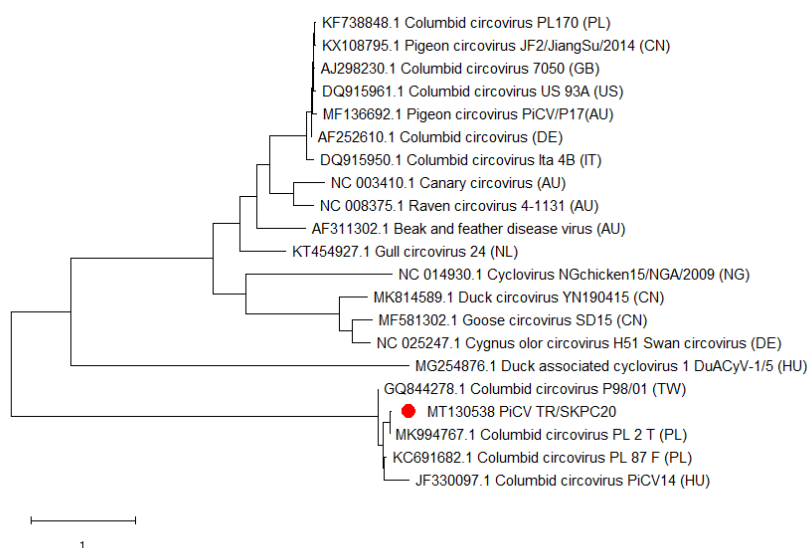 KF738848.1 Columbid circovirus PL170 (PL)
KX108795.1 Pigeon circovirus JF2/JiangSu/2014 (CN)
AJ298230.1 Columbid circovirus 7050 (GB)
DQ915961.1 Columbid circovirus US 93A (US)
MF136692.1 Pigeon circovirus PiCV/P17(AU)
AF252610.1 Columbid circovirus (DE)
DQ915950.1 Columbid circovirus Ita 4B (IT)
NC 003410.1 Canary circovirus (AU)
NC 008375.1 Raven circovirus 4-1131 (AU)
AF311302.1 Beak and feather disease virus (AU)
KT454927.1 Gull circovirus 24 (NL)
NC 014930.1 Cyclovirus NGchicken15/NGA/2009 (NG)
MK814589.1 Duck circovirus YN190415 (CN)
MF581302.1 Goose circovirus SD15 (CN)
NC 025247.1 Cygnus olor circovirus H51 Swan circovirus (DE)
MG254876.1 Duck associated cyclovirus 1 DuACyV-1/5 (HU)
GQ844278.1 Columbid circovirus P98/01 (TW)
MT130538 PiCV TR/SKPC20
MK994767.1 Columbid circovirus PL 2 T (PL)
KC691682.1 Columbid circovirus PL 87 F (PL)
JF330097.1 Columbid circovirus PiCV14 (HU)
1